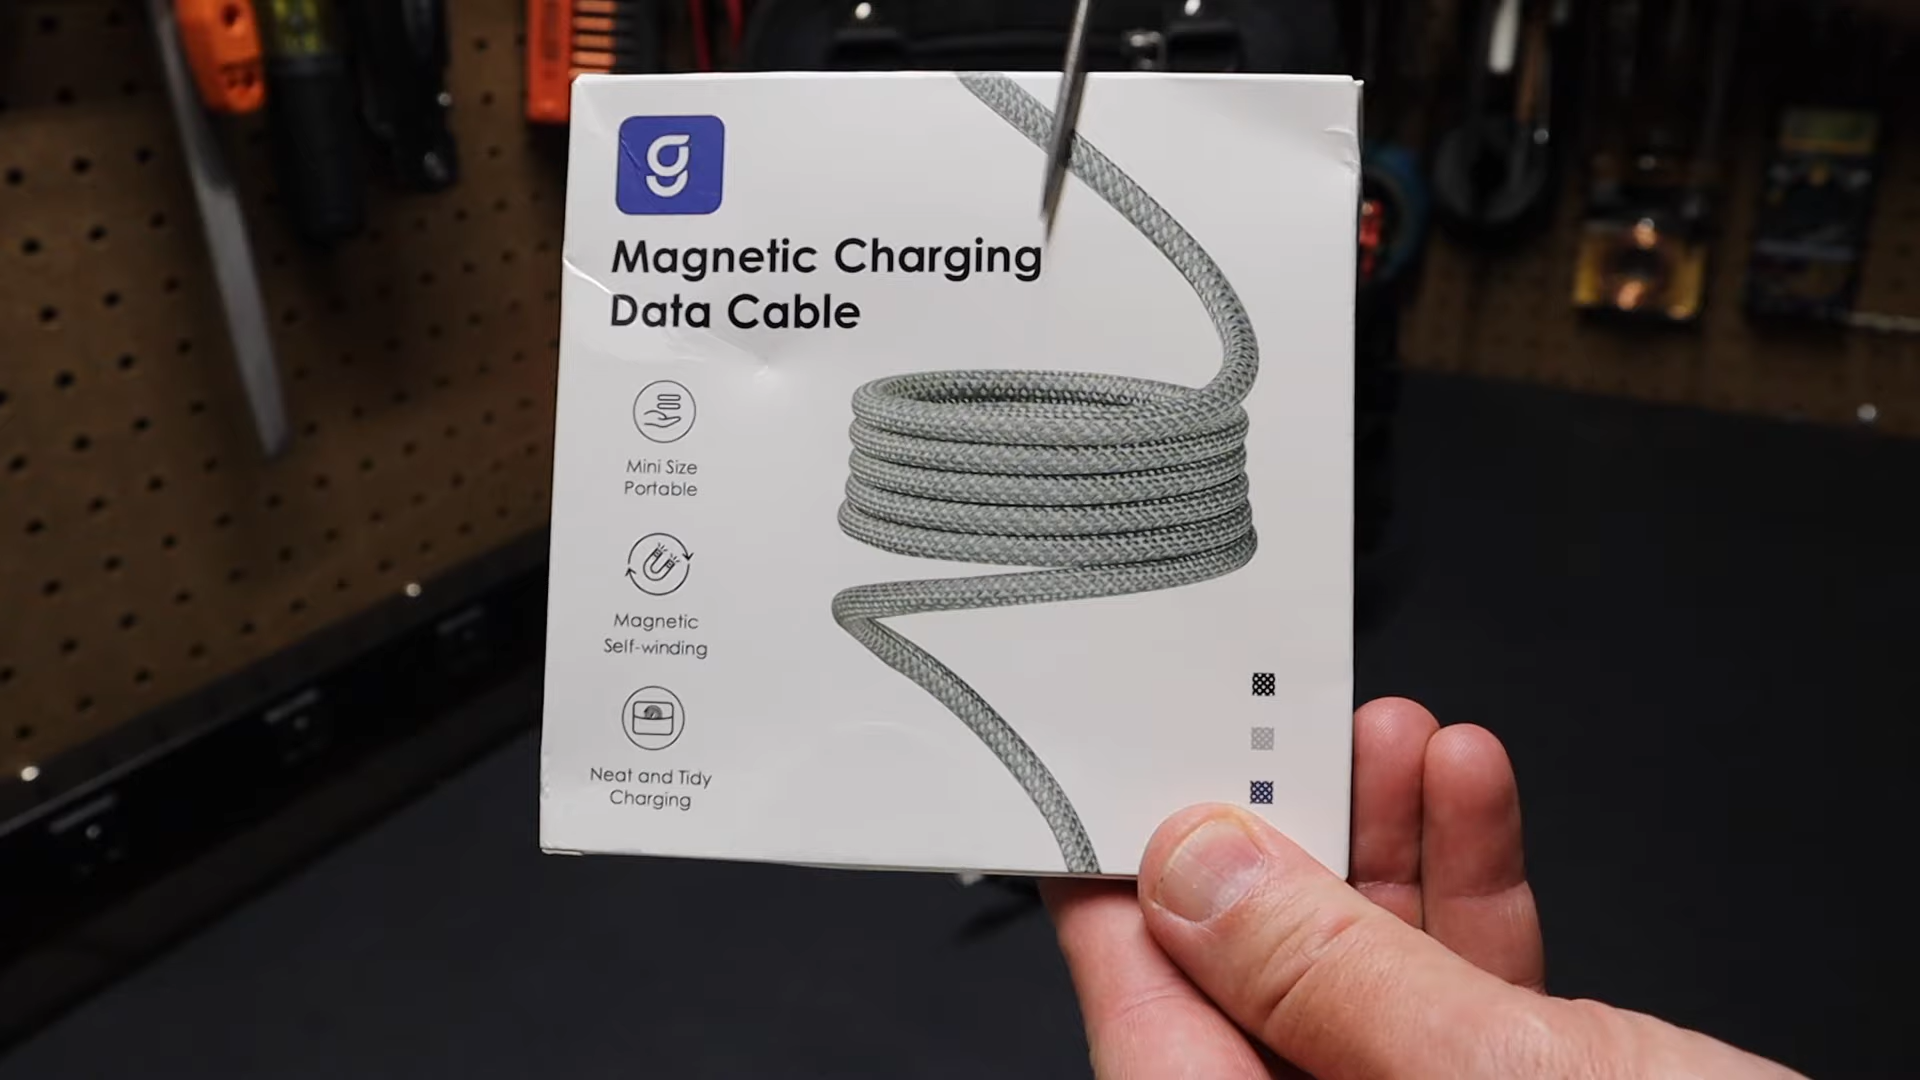 g
Magnetic Charging
Data Cable
Mini Size
Portable
Magnetic
Self-winding
Neat and Tidy
Charging